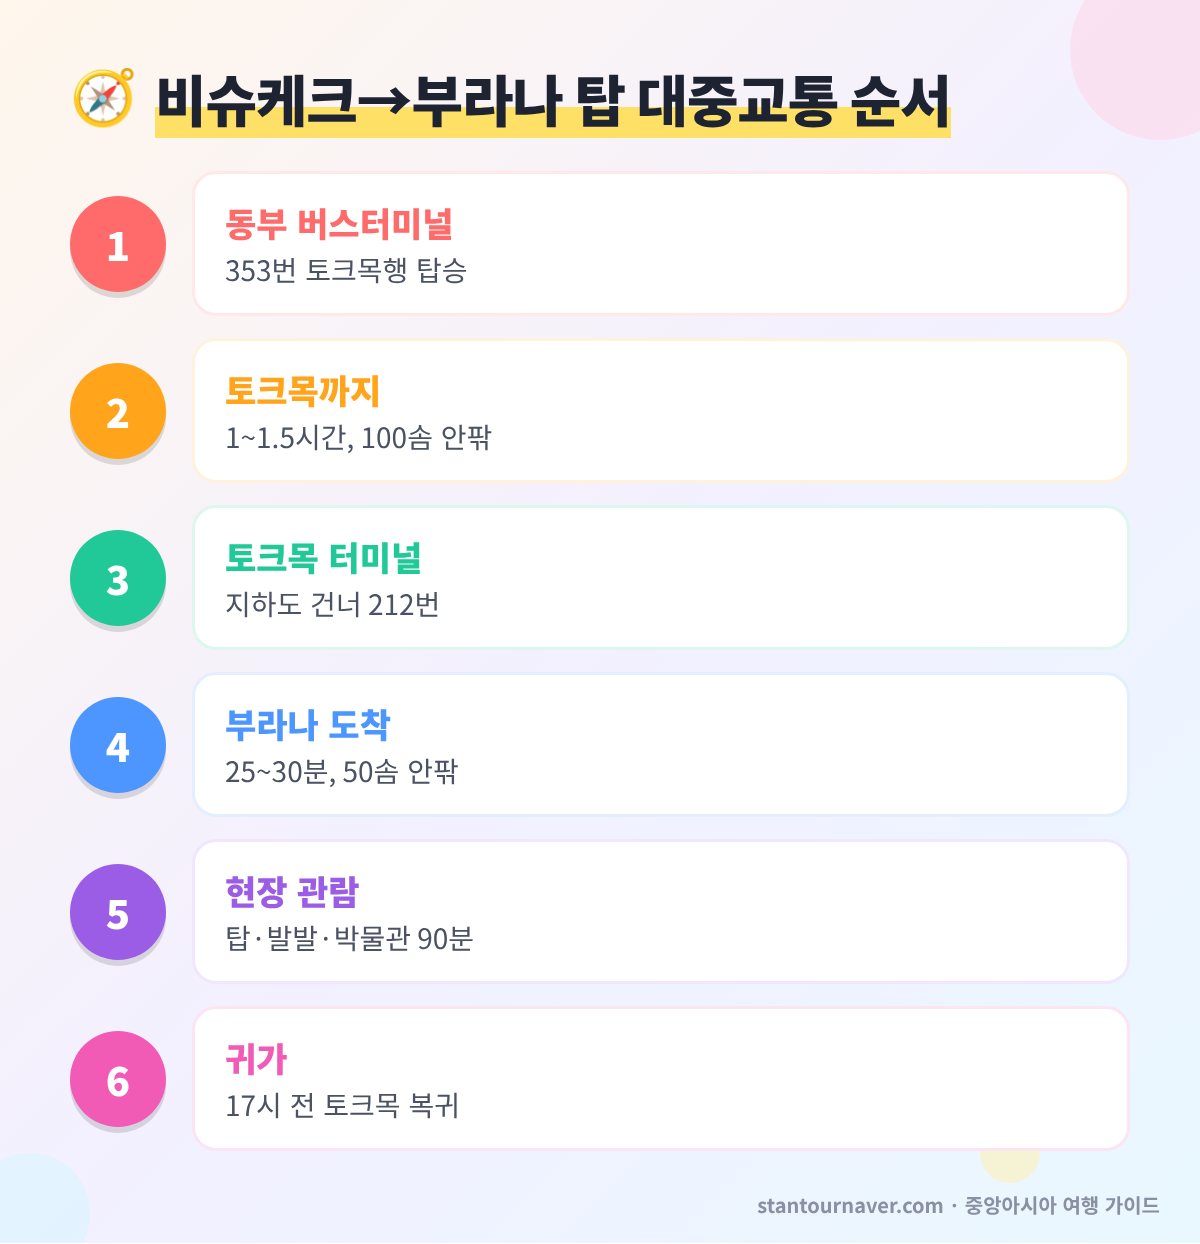 비슈케크→부라나 탑 대중교통 순서
1
동부 버스터미널
353번 토크목행 탑승
2
토크목까지
1~1.5시간, 100솜 안팎
3
토크목 터미널
지하도 건너 212번
4
부라나 도착
25~30분, 50솜 안팎
5
현장 관람
탑·발발·박물관 90분
6
귀가
17시 전 토크목 복귀
stantournaver.com · 중앙아시아 여행 가이드